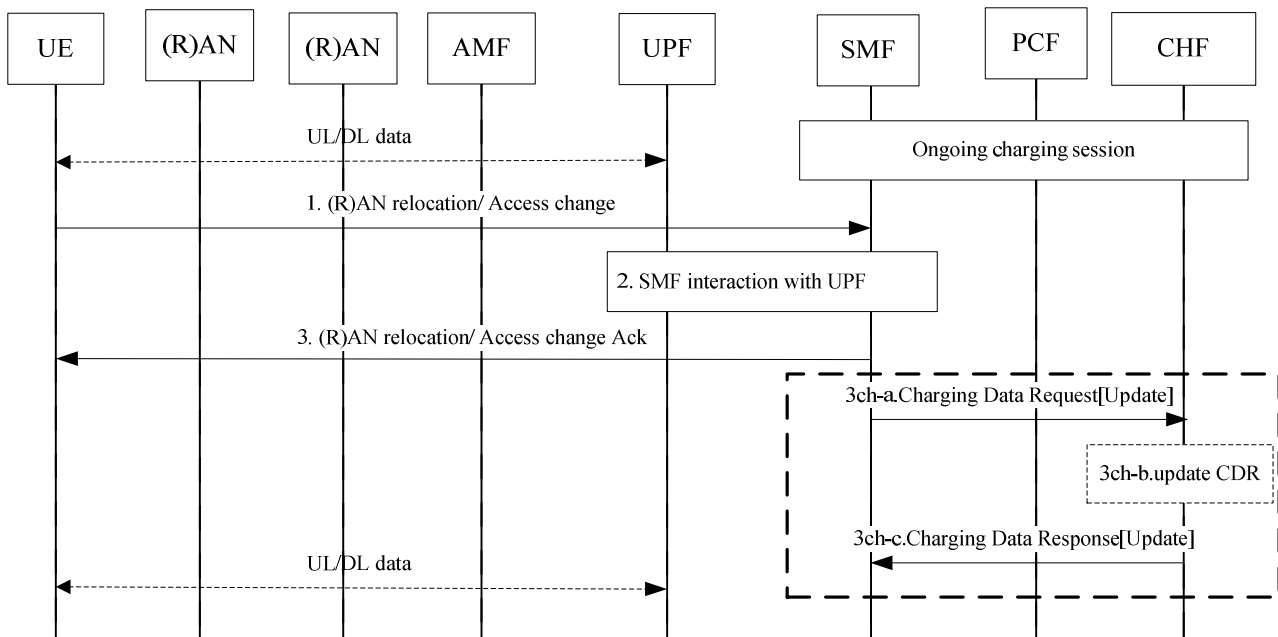 UE
(R)AN
(R)AN
AMF
UPF
SMF
PCF
CHF
UL/DL data
Ongoing charging session
1. (R)AN relocation/ Access change
2. SMF interaction with UPF
3. (R)AN relocation/ Access change Ack
3ch-a.Charging Data Request[Update]
3ch-b.update CDR
3ch-c.Charging Data Response[Update]
UL/DL data